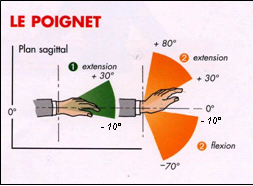 LE POIGNET
Plan sagittal
+ 80°
1 extension
+ 30°
2 extension
+ 30°
0°
0°
- 10°
- 10°
2 flexion
-70°